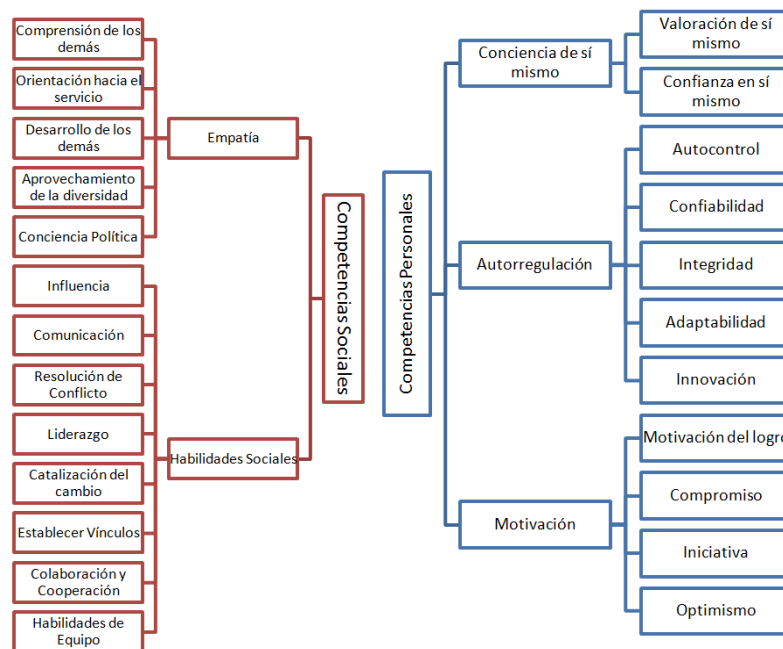 Comprensión de los
demás
Orientación hacia el
servicio
Desarrollo de los
demás
Aprovechamiento
de la diversidad
Conciencia Política
Empatía
Influencia
Comunicación
Resolución de
Conflicto
Liderazgo
Catalización del
cambio
Establecer Vínculos
Colaboración y
Cooperación
Habilidades de
Equipo
Habilidades Sociales
Competencias Sociales
Competencias Personales
Conciencia de sí
mismo
Valoración de sí
mismo
Confianza en sí
mismo
Autorregulación
Autocontrol
Confiabilidad
Integridad
Adaptabilidad
Innovación
Motivación
Motivación del logro
Compromiso
Iniciativa
Optimismo